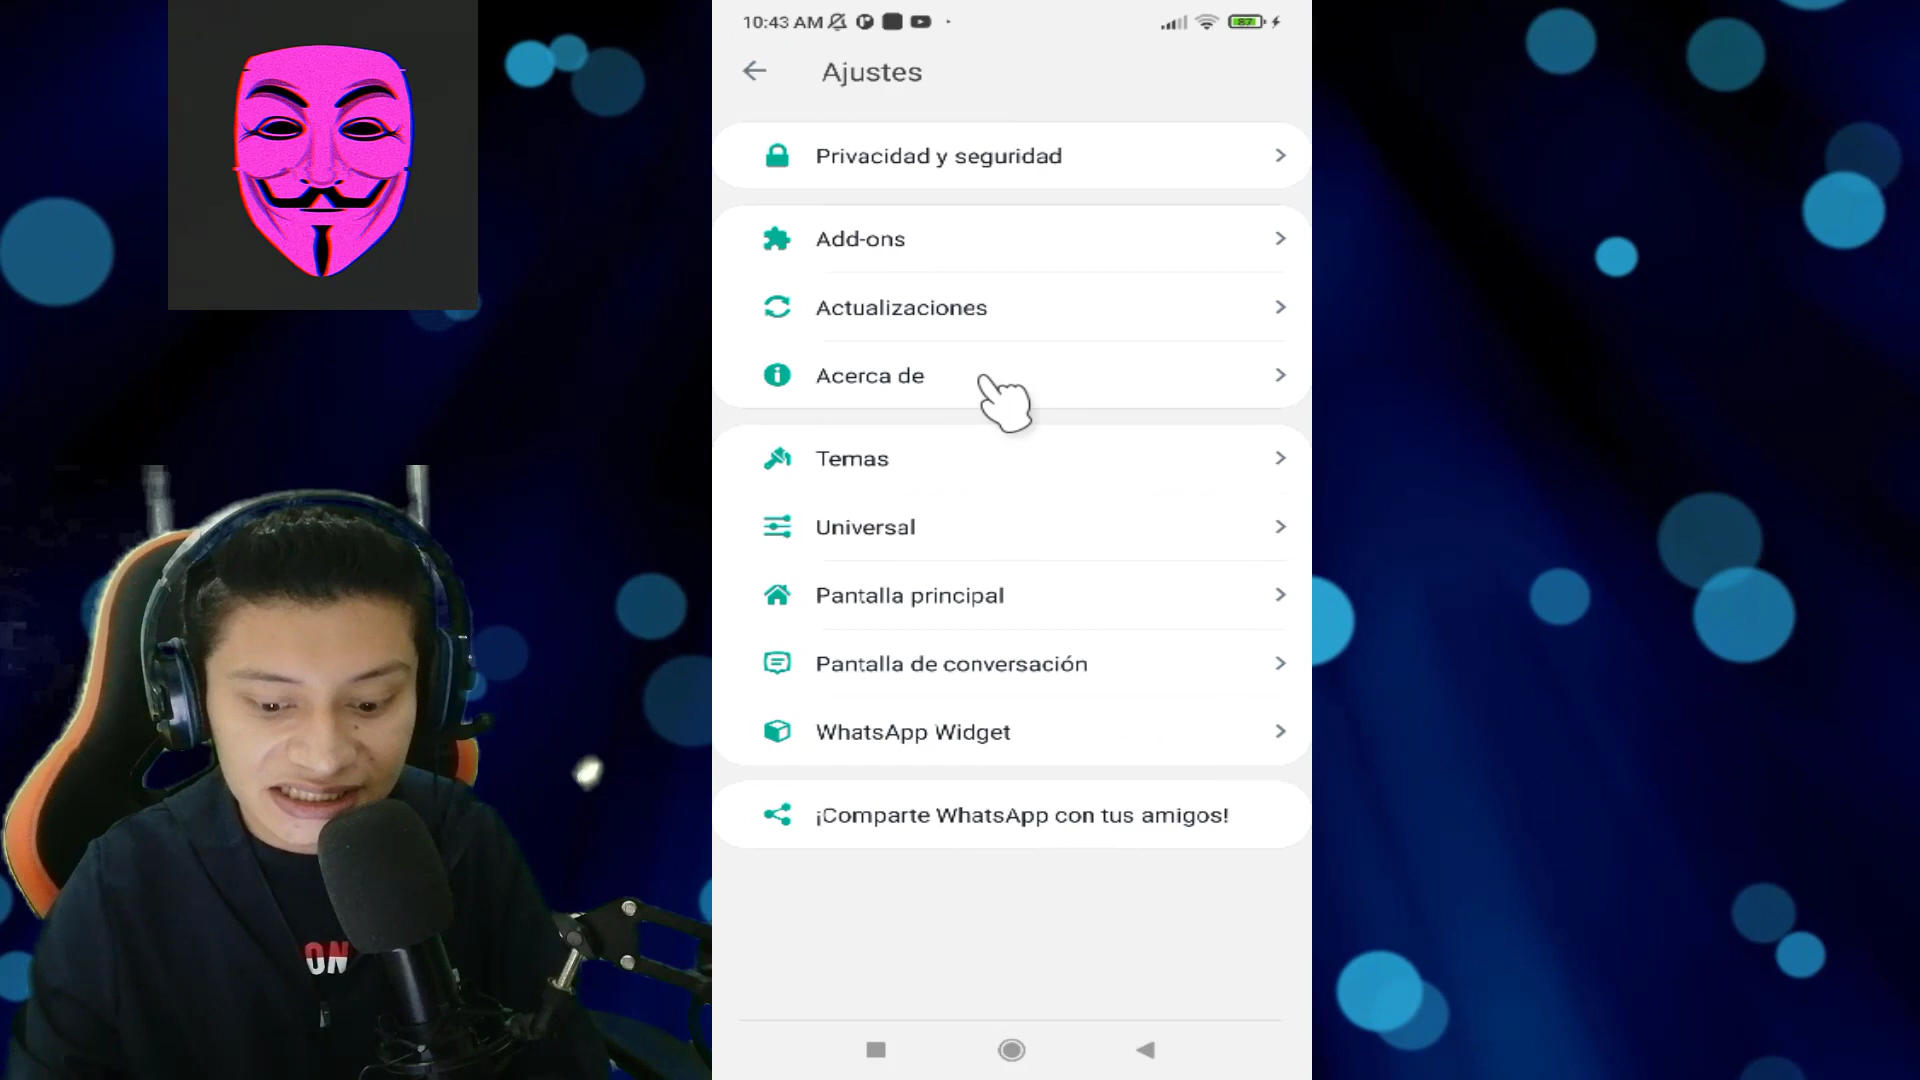 10:43 AM
87
Ajustes
Privacidad y seguridad
Add-ons
Actualizaciones
Acerca de
Temas
Universal
Pantalla principal
Pantalla de conversación
WhatsApp Widget
¡Comparte WhatsApp con tus amigos!
ON